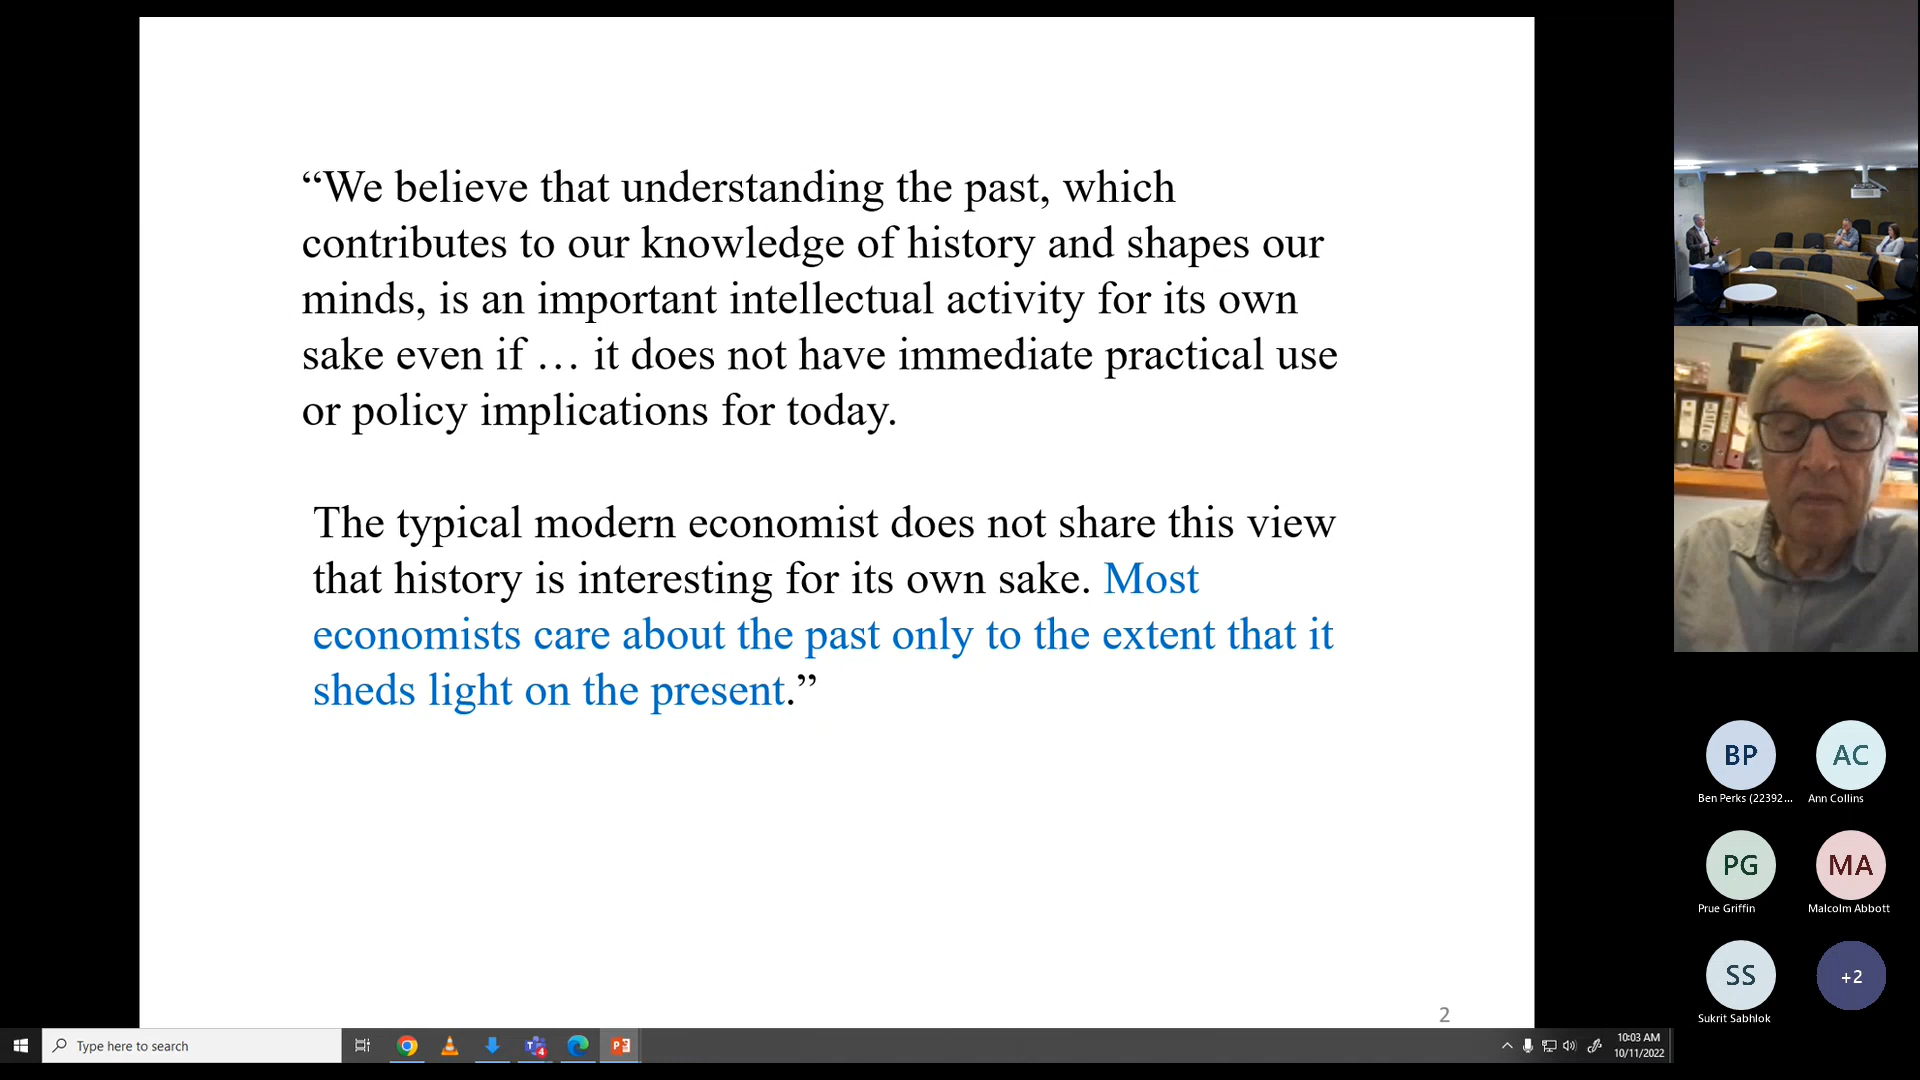 “We believe that understanding the past, which
contributes to our knowledge of history and shapes our
minds, is an important intellectual activity for its own
sake even if … it does not have immediate practical use
or policy implications for today.
The typical modern economist does not share this view
that history is interesting for its own sake. Most
economists care about the past only to the extent that it
sheds light on the present.”
2
BP
AC
Ben Perks (22392...
Ann Collins
PG
MA
Prue Griffin
Malcolm Abbott
SS
+2
Sukrit Sabhlok
Type here to search
4
P
10:03 AM
10/11/2022